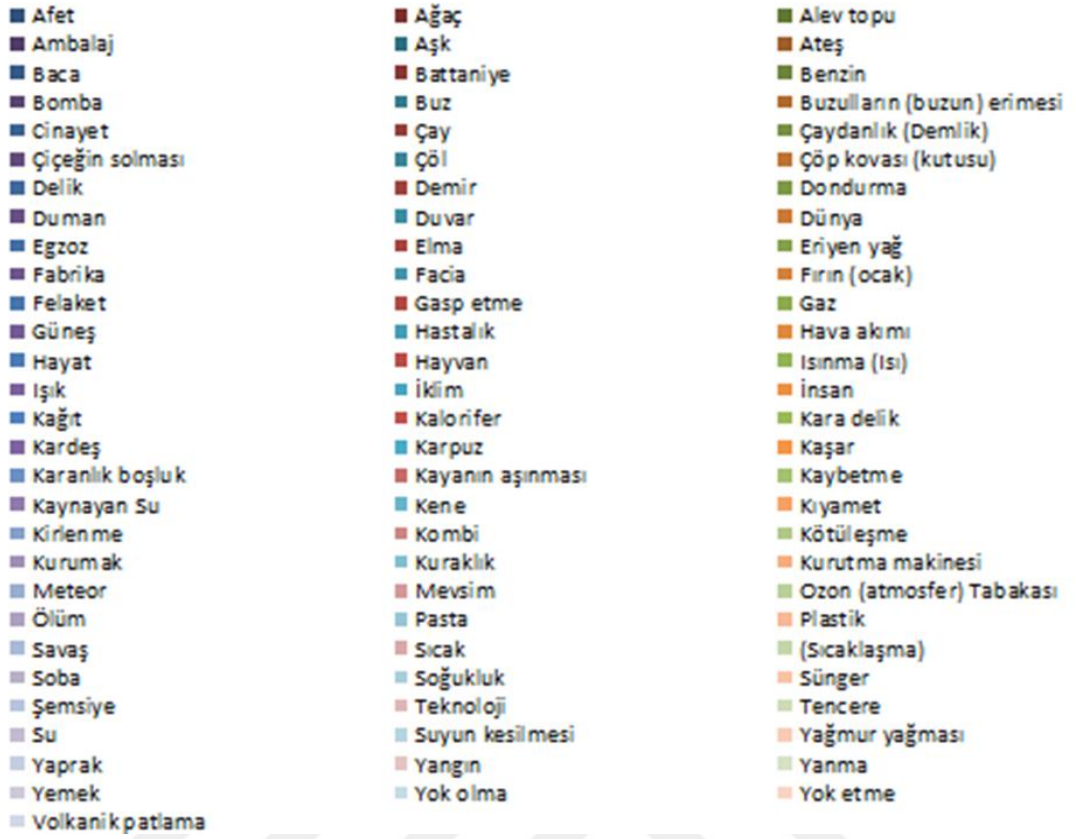 Afet Ağaç Alev topu
Ambalaj Aşk Ateş
Baca Battaniye Benzin
Bomba Buz Buzulların (buzun) erimesi
Cinayet Çay Çaydanlık (Demlik)
Çiçeğin solması Çöl Çöp kovası (kutusu)
Delik Demir Dondurma
Duman Duvar Dünya
Egzoz Elma Eriyen yağ
Fabrika Facia Fırın (ocak)
Felaket Gasp etme Gaz
Güneş Hastalık Hava akımı
Hayat Hayvan Isınma (Isı)
Işık İklim İnsan
Kağıt Kalorifer Kara delik
Kardeş Karpuz Kaşar
Karanlık boşluk Kayanın aşınması Kaybetme
Kaynayan Su Kene Kıyamet
Kirlenme Kombi Kötüleşme
Kurumak Kuraklık Kurutma makinesi
Meteor Mevsim Ozon (atmosfer) Tabakası
Ölüm Pasta Plastik
Savaş Sıcak (Sıcaklaşma)
Soba Soğukluk Sünger
Şemsiye Teknoloji Tencere
Su Suyun kesilmesi Yağmur yağması
Yaprak Yangın Yanma
Yemek Yok olma Yok etme
Volkanik patlama